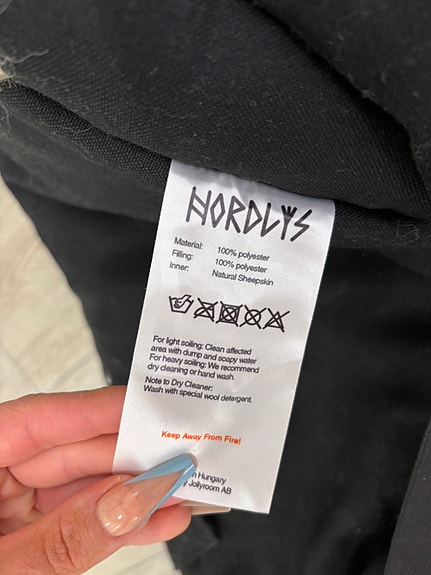 NORDLYS
Material: 100% polyester
Filling: 100% polyester
Inner: Natural Sheepskin
For light soiling: Clean affected
area with dump and soapy water
For heavy soiling: We recommend
dry cleaning or hand wash.
Note to Dry Cleaner:
Wash with special wool detergent.
Keep Away From Fire!
Hungary
Jollyroom AB